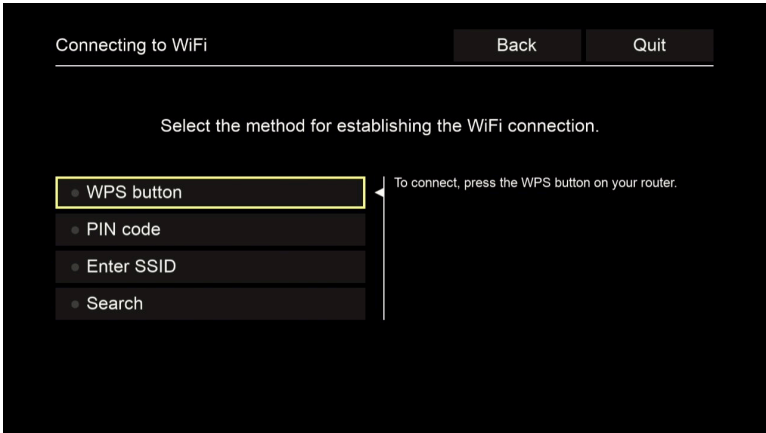 Connecting to WiFi
Back
Quit
Select the method for establishing the WiFi connection.
WPS button
To connect, press the WPS button on your router.
PIN code
Enter SSID
Search